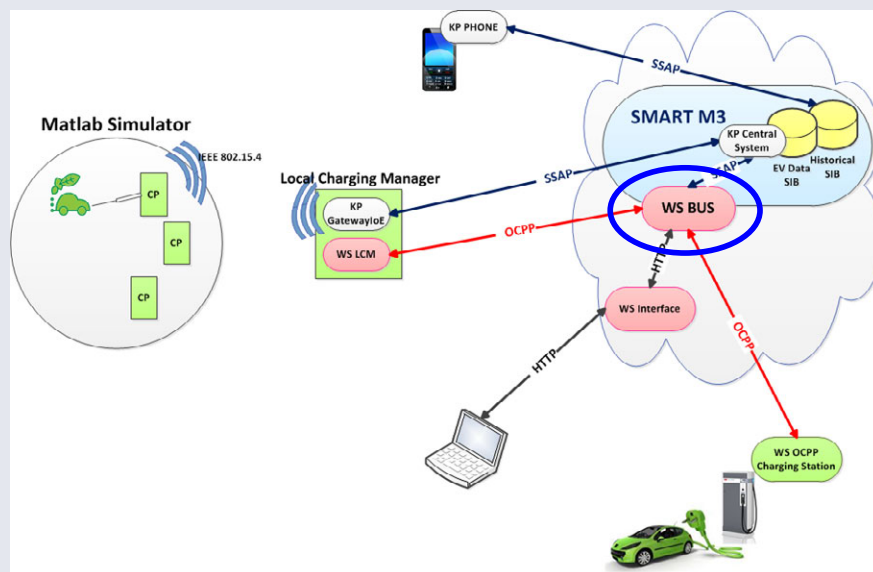 KP PHONE
SSAP
Matlab Simulator
IEEE 802.15.4
SMART M3
KP Central
System
EV Data
SIB
Historical
SIB
CP
CP
CP
Local Charging Manager
KP
GatewayIoE
WS LCM
SSAP
SSAP
OCPP
WS BUS
HTTP
WS Interface
OCPP
HTTP
WS OCPP
Charging Station